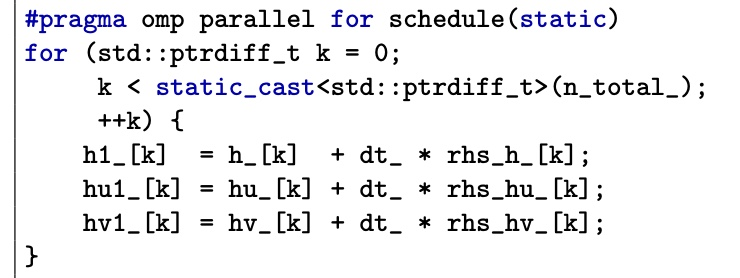 #pragma omp parallel for schedule(static)
for (std::ptrdiff_t k = 0;
     k < static_cast<std::ptrdiff_t>(n_total_);
     ++k) {
    h1_[k]  = h_[k]  + dt_ * rhs_h_[k];
    hu1_[k] = hu_[k] + dt_ * rhs_hu_[k];
    hv1_[k] = hv_[k] + dt_ * rhs_hv_[k];
}